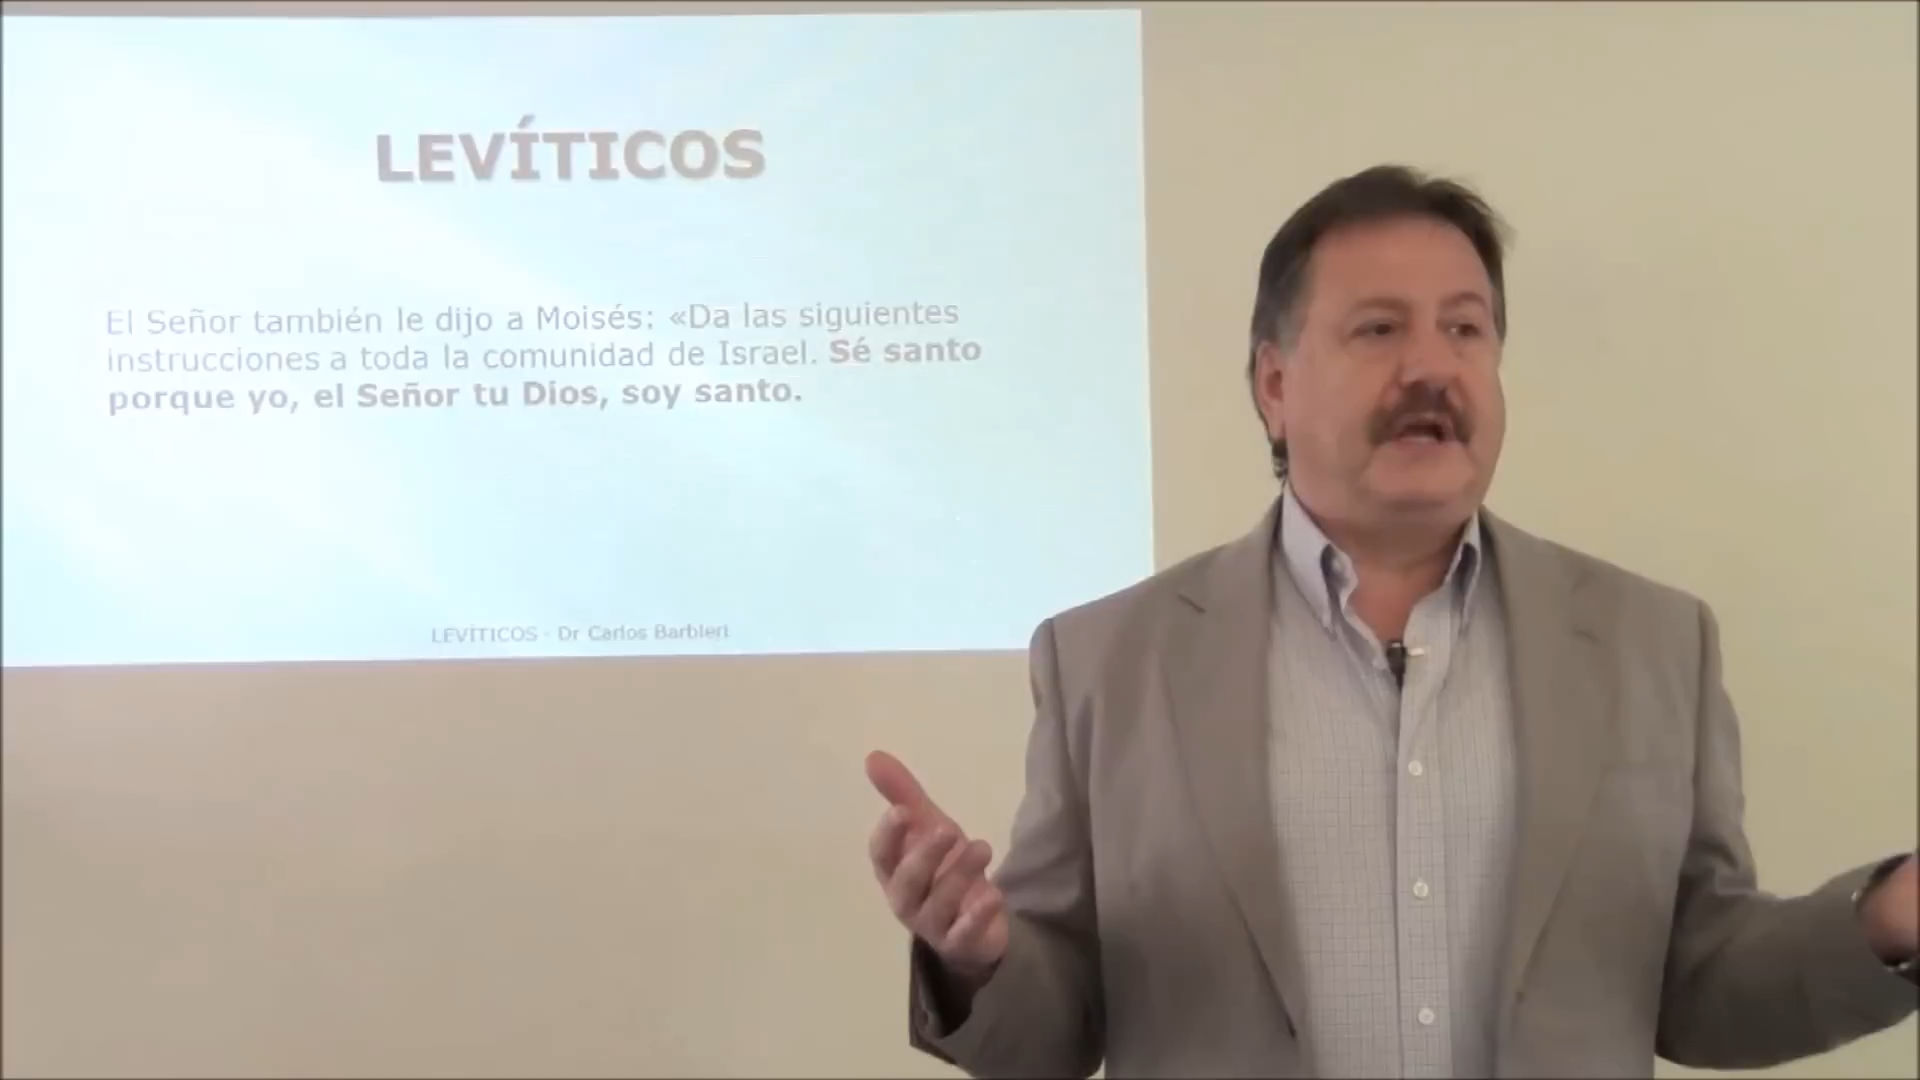 LEVÍTICOS
El Señor también le dijo a Moisés: «Da las siguientes
instrucciones a toda la comunidad de Israel. Sé santo
porque yo, el Señor tu Dios, soy santo.
LEVÍTICOS - Dr Carlos Barbieri